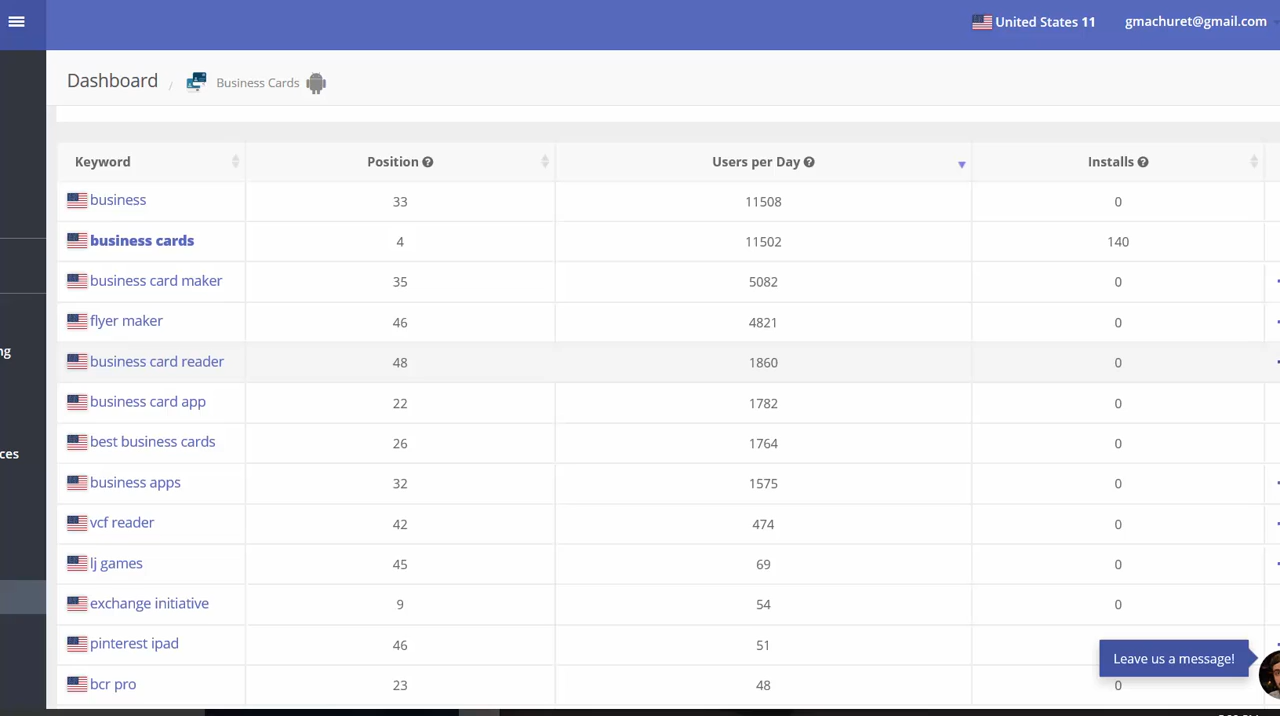 United States 11 gmachuret@gmail.com
Dashboard / Business Cards
Keyword Position Users per Day Installs
business 33 11508 0
business cards 4 11502 140
business card maker 35 5082 0
flyer maker 46 4821 0
ng
business card reader 48 1860 0
business card app 22 1782 0
best business cards 26 1764 0
ces
business apps 32 1575 0
vcf reader 42 474 0
lj games 45 69 0
exchange initiative 9 54 0
pinterest ipad 46 51
Leave us a message!
bcr pro 23 48 0